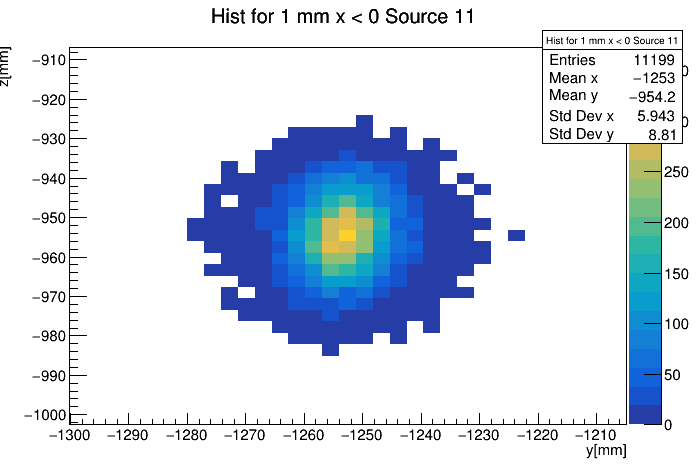 Hist for 1 mm x < 0 Source 11
Hist for 1 mm x < 0 Source 11
Entries 11199
Mean x −1253
Mean y −954.2
Std Dev x 5.943
Std Dev y 8.81
z[mm]
−910
−920
−930
−940
−950
−960
−970
−980
−990
−1000
−1300 −1290 −1280 −1270 −1260 −1250 −1240 −1230 −1220 −1210
y[mm]
250
200
150
100
50
0